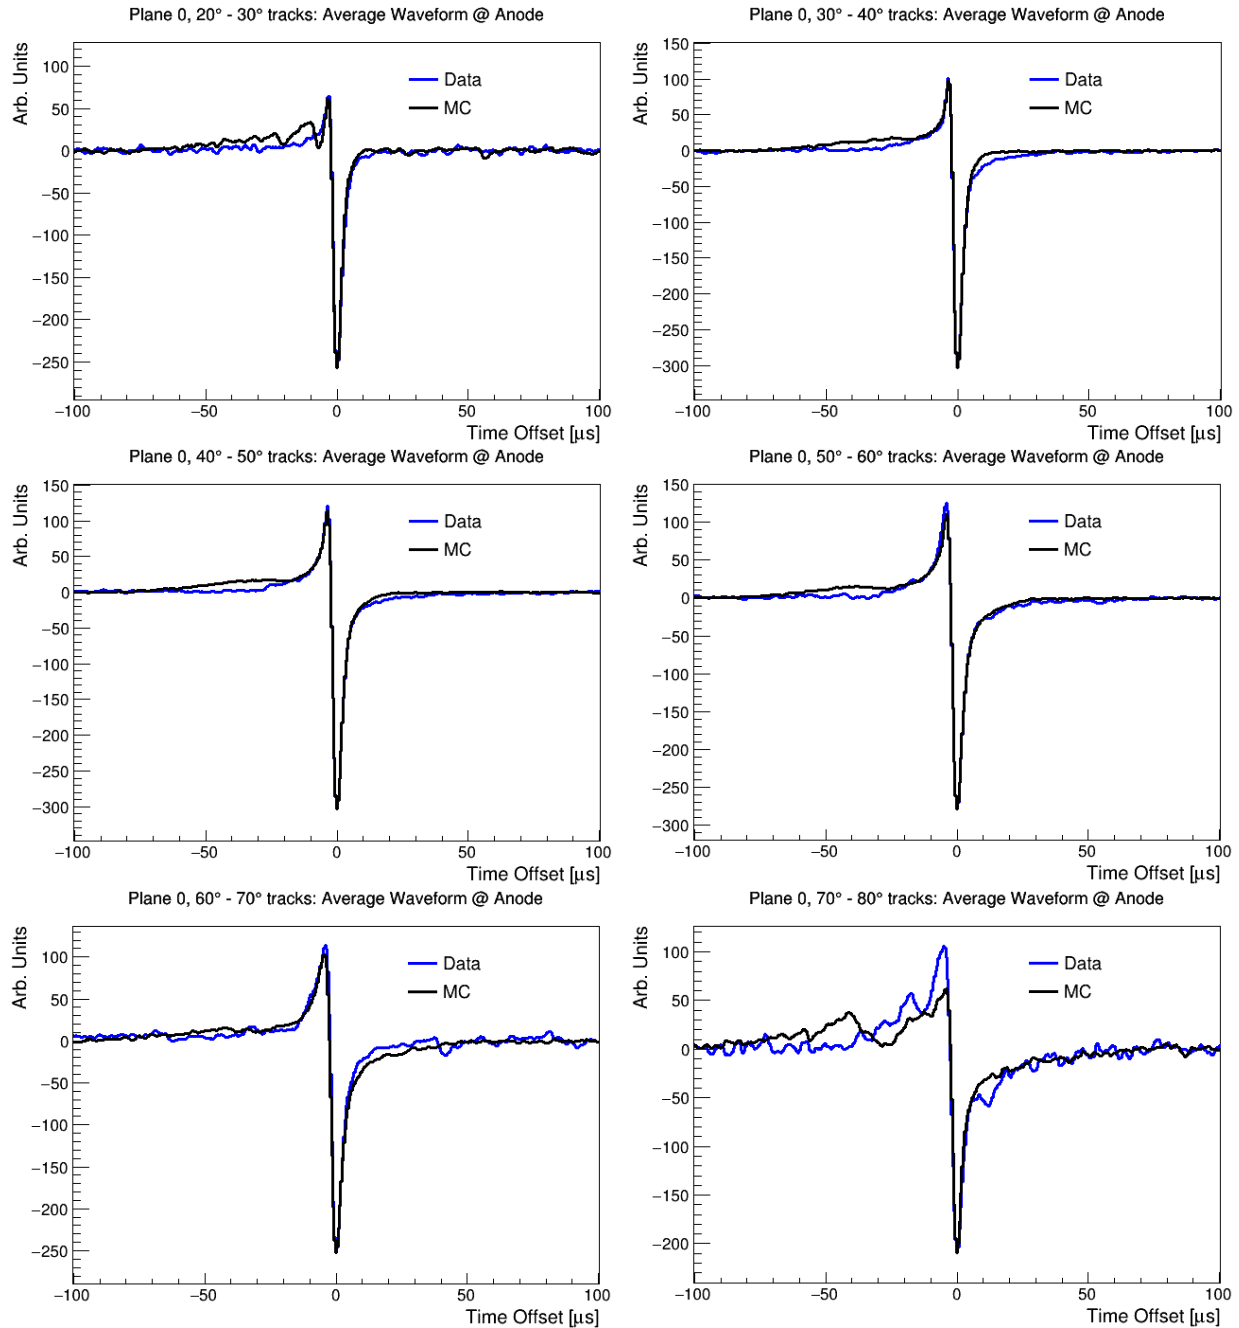 Plane 0, 20° - 30° tracks: Average Waveform @ Anode
Arb. Units
100
50
0
−50
−100
−150
−200
−250
Data
MC
−100 −50 0 50 100
Time Offset [μs]
Plane 0, 30° - 40° tracks: Average Waveform @ Anode
Arb. Units
150
100
50
0
−50
−100
−150
−200
−250
−300
Data
MC
−100 −50 0 50 100
Time Offset [μs]
Plane 0, 40° - 50° tracks: Average Waveform @ Anode
Arb. Units
150
100
50
0
−50
−100
−150
−200
−250
−300
Data
MC
−100 −50 0 50 100
Time Offset [μs]
Plane 0, 50° - 60° tracks: Average Waveform @ Anode
Arb. Units
150
100
50
0
−50
−100
−150
−200
−250
−300
Data
MC
−100 −50 0 50 100
Time Offset [μs]
Plane 0, 60° - 70° tracks: Average Waveform @ Anode
Arb. Units
100
50
0
−50
−100
−150
−200
−250
Data
MC
−100 −50 0 50 100
Time Offset [μs]
Plane 0, 70° - 80° tracks: Average Waveform @ Anode
Arb. Units
100
50
0
−50
−100
−150
−200
Data
MC
−100 −50 0 50 100
Time Offset [μs]